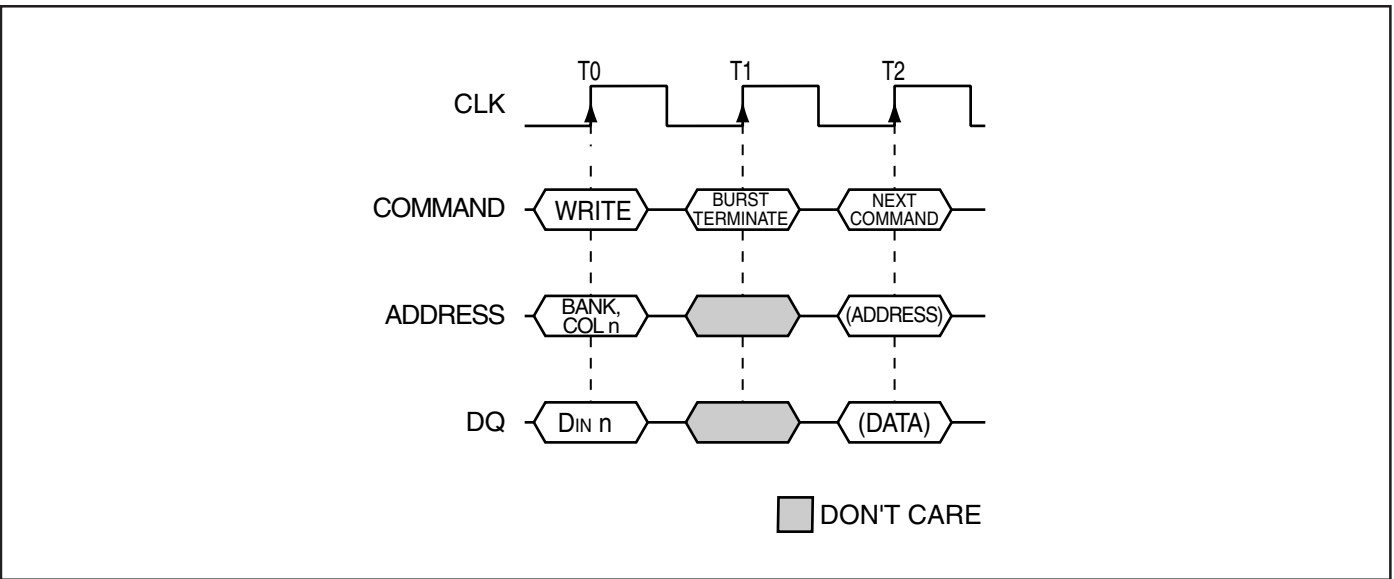 T0 T1 T2
CLK
COMMAND WRITE BURST TERMINATE NEXT COMMAND
ADDRESS BANK, COL n (ADDRESS)
DQ DIN n (DATA)
DON'T CARE